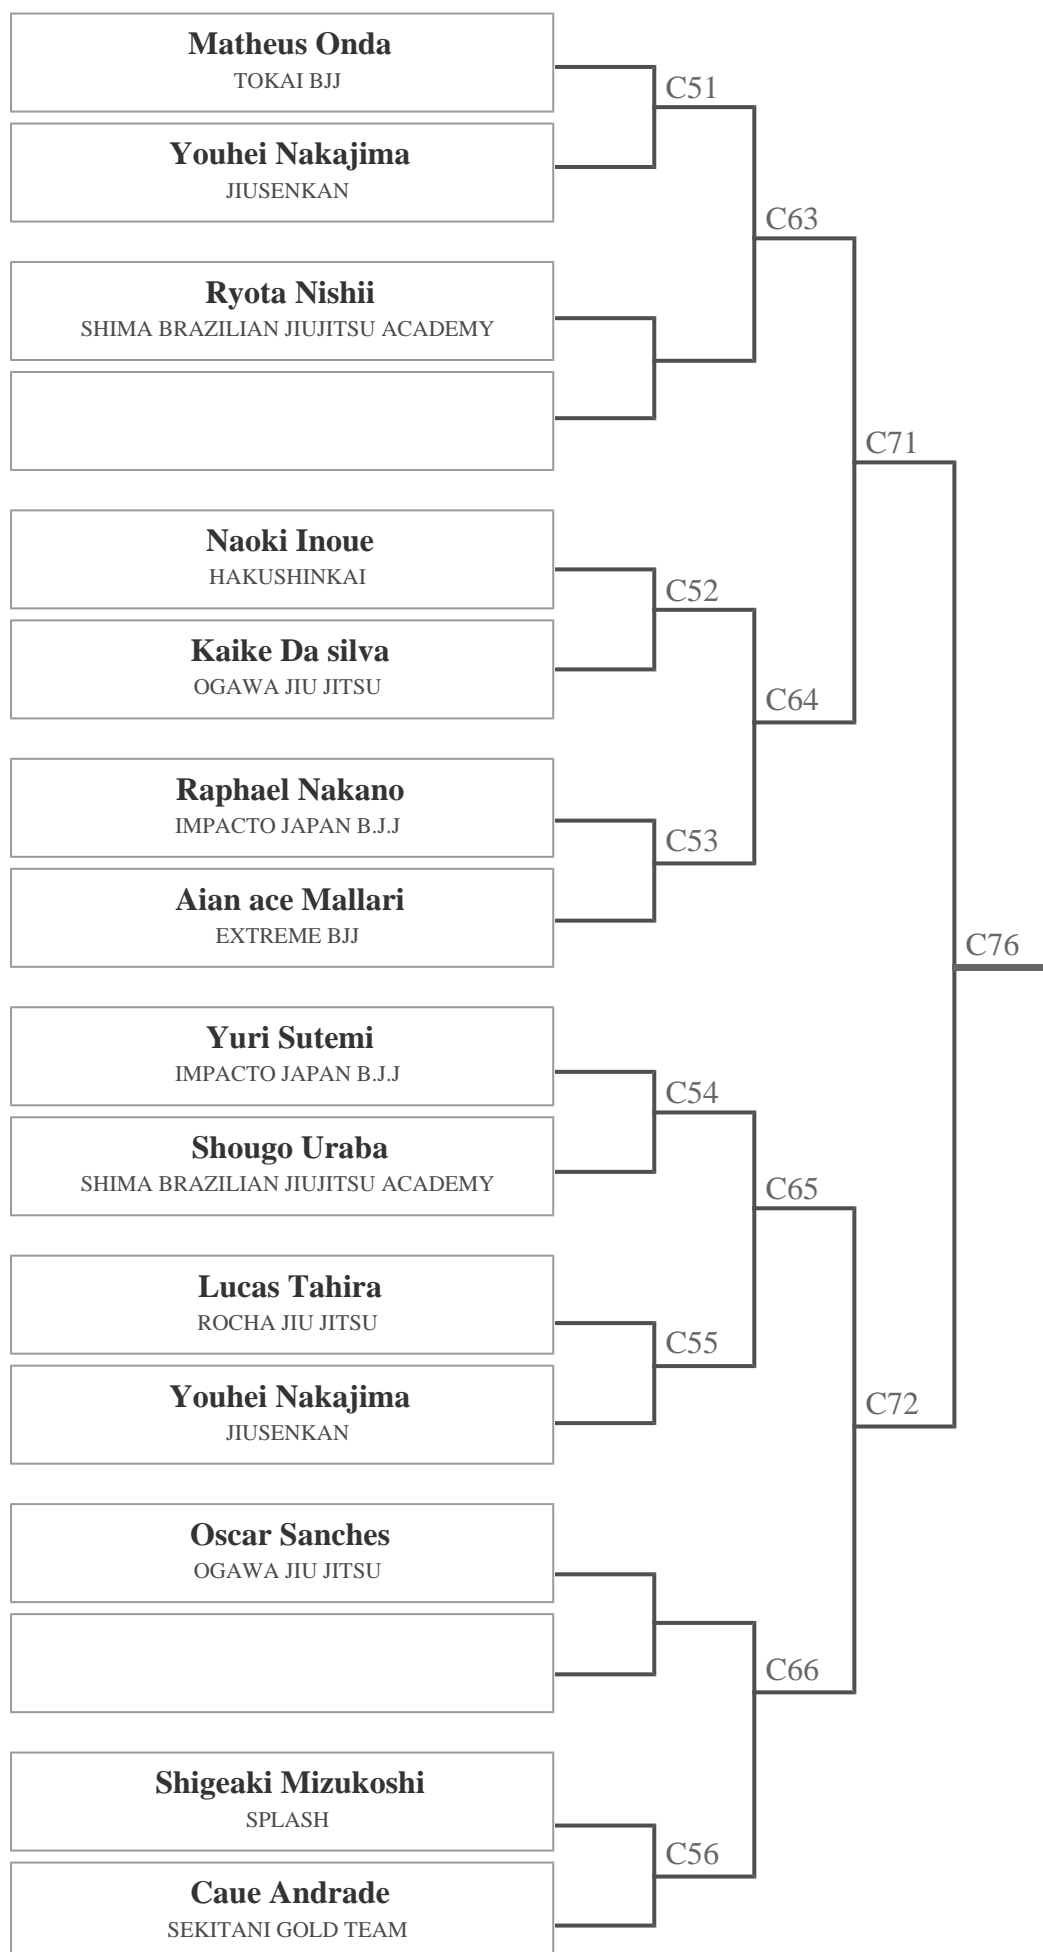 Matheus Onda
TOKAI BJJ
C51
Youhei Nakajima
JIUSENKAN
C63
Ryota Nishii
SHIMA BRAZILIAN JIUJITSU ACADEMY
C71
Naoki Inoue
HAKUSHINKAI
C52
Kaike Da silva
OGAWA JIU JITSU
C64
Raphael Nakano
IMPACTO JAPAN B.J.J
C53
Aian ace Mallari
EXTREME BJJ
C76
Yuri Sutemi
IMPACTO JAPAN B.J.J
C54
Shougo Uraba
SHIMA BRAZILIAN JIUJITSU ACADEMY
C65
Lucas Tahira
ROCHA JIU JITSU
C55
Youhei Nakajima
JIUSENKAN
C72
Oscar Sanches
OGAWA JIU JITSU
C66
Shigeaki Mizukoshi
SPLASH
C56
Caue Andrade
SEKITANI GOLD TEAM